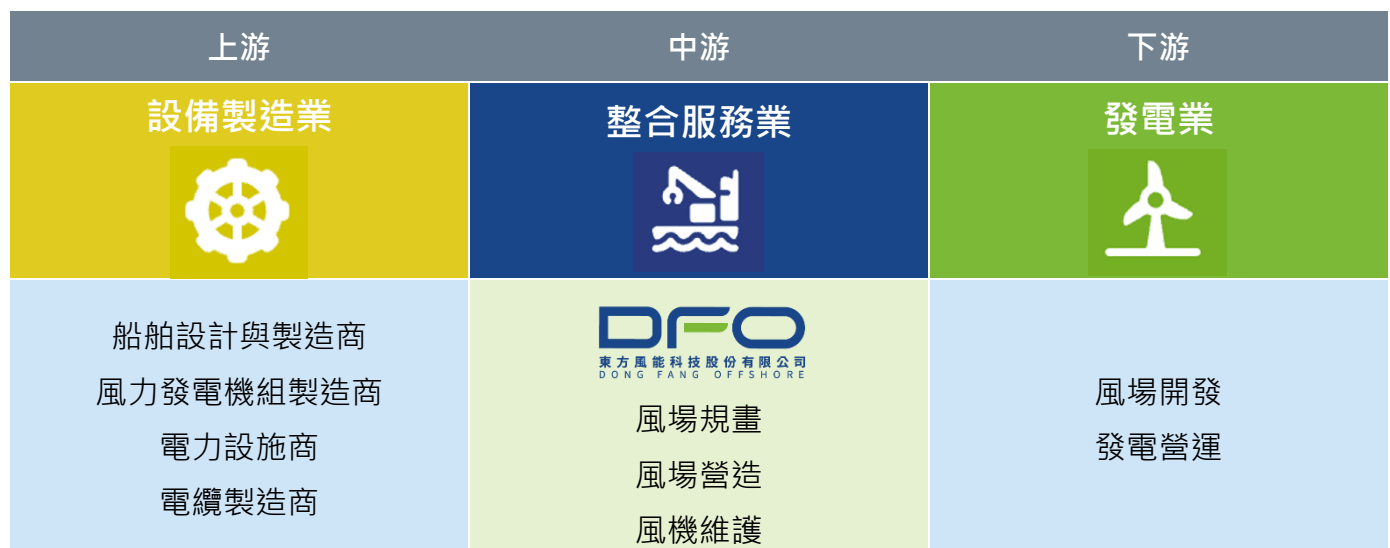 上游
中游
下游
設備製造業
整合服務業
發電業
船舶設計與製造商
風力發電機組製造商
電力設施商
電纜製造商
DFO
東方風能科技股份有限公司
DONG FANG OFFSHORE
風場規畫
風場營造
風機維護
風場開發
發電營運